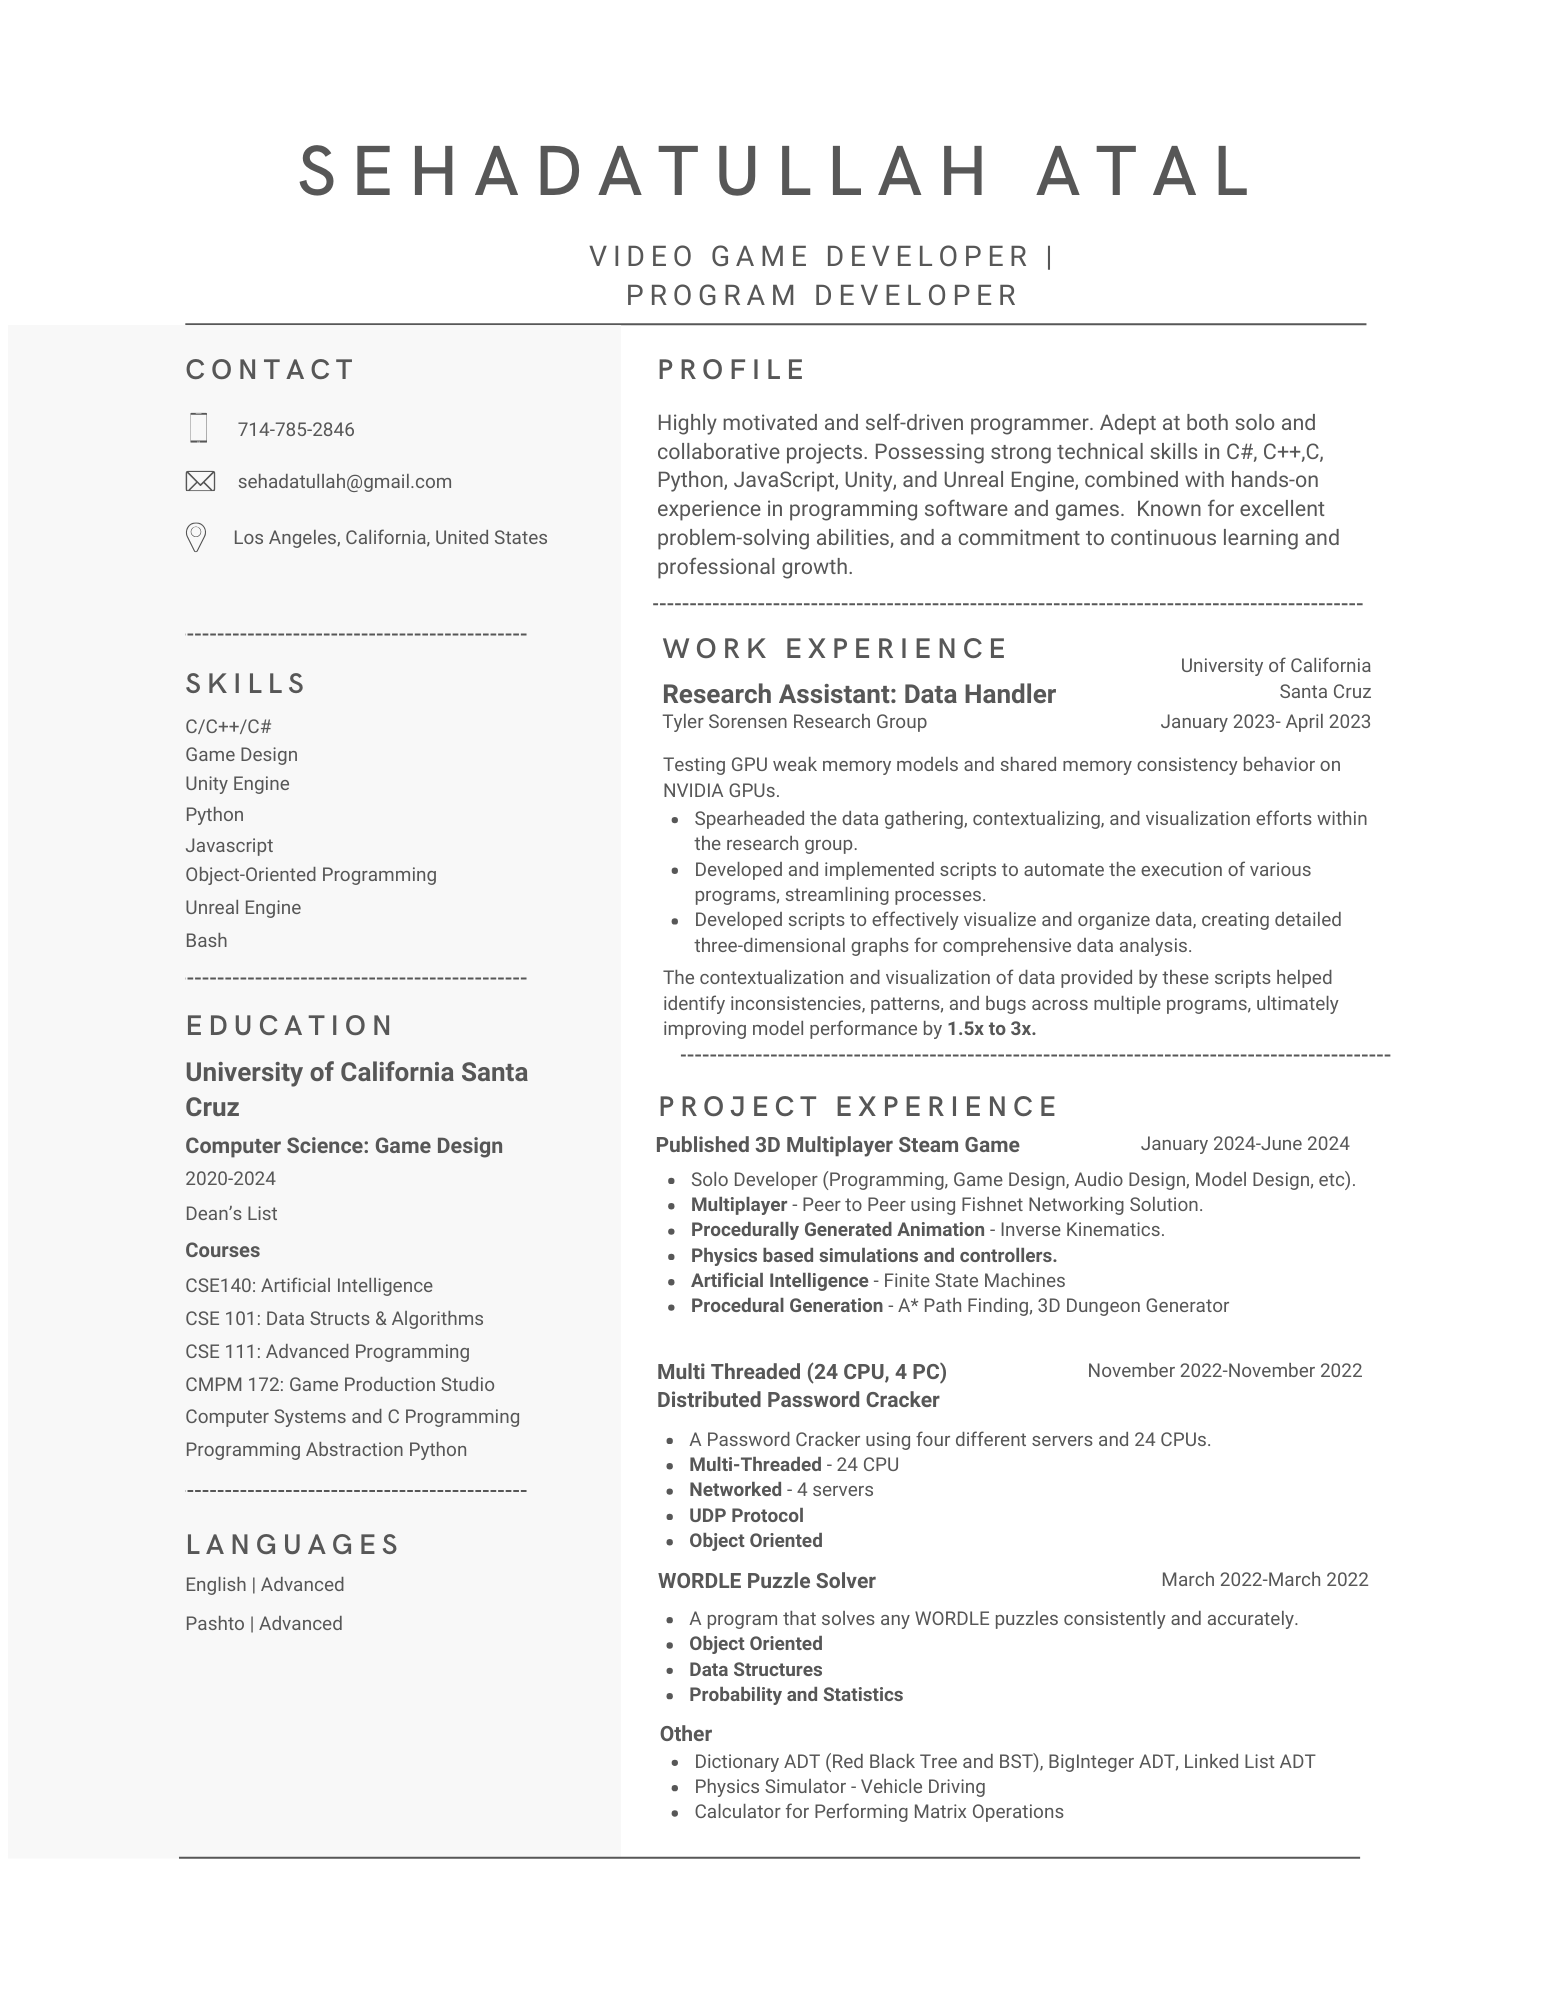 SEHADATULLAH ATAL
VIDEO GAME DEVELOPER |
PROGRAM DEVELOPER
CONTACT
714-785-2846
sehadatullah@gmail.com
Los Angeles, California, United States
SKILLS
C/C++/C#
Game Design
Unity Engine
Python
Javascript
Object-Oriented Programming
Unreal Engine
Bash
EDUCATION
University of California Santa
Cruz
Computer Science: Game Design
2020-2024
Dean’s List
Courses
CSE140: Artificial Intelligence
CSE 101: Data Structs & Algorithms
CSE 111: Advanced Programming
CMPM 172: Game Production Studio
Computer Systems and C Programming
Programming Abstraction Python
LANGUAGES
English | Advanced
Pashto | Advanced
PROFILE
Highly motivated and self-driven programmer. Adept at both solo and
collaborative projects. Possessing strong technical skills in C#, C++,C,
Python, JavaScript, Unity, and Unreal Engine, combined with hands-on
experience in programming software and games.  Known for excellent
problem-solving abilities, and a commitment to continuous learning and
professional growth.
WORK EXPERIENCE
University of California
Santa Cruz
Research Assistant: Data Handler
Tyler Sorensen Research Group January 2023- April 2023
Testing GPU weak memory models and shared memory consistency behavior on
NVIDIA GPUs.
• Spearheaded the data gathering, contextualizing, and visualization efforts within
the research group.
• Developed and implemented scripts to automate the execution of various
programs, streamlining processes.
• Developed scripts to effectively visualize and organize data, creating detailed
three-dimensional graphs for comprehensive data analysis.
The contextualization and visualization of data provided by these scripts helped
identify inconsistencies, patterns, and bugs across multiple programs, ultimately
improving model performance by 1.5x to 3x.
PROJECT EXPERIENCE
Published 3D Multiplayer Steam Game January 2024-June 2024
• Solo Developer (Programming, Game Design, Audio Design, Model Design, etc).
• Multiplayer - Peer to Peer using Fishnet Networking Solution.
• Procedurally Generated Animation - Inverse Kinematics.
• Physics based simulations and controllers.
• Artificial Intelligence - Finite State Machines
• Procedural Generation - A* Path Finding, 3D Dungeon Generator
Multi Threaded (24 CPU, 4 PC) November 2022-November 2022
Distributed Password Cracker
• A Password Cracker using four different servers and 24 CPUs.
• Multi-Threaded - 24 CPU
• Networked - 4 servers
• UDP Protocol
• Object Oriented
WORDLE Puzzle Solver March 2022-March 2022
• A program that solves any WORDLE puzzles consistently and accurately.
• Object Oriented
• Data Structures
• Probability and Statistics
Other
• Dictionary ADT (Red Black Tree and BST), BigInteger ADT, Linked List ADT
• Physics Simulator - Vehicle Driving
• Calculator for Performing Matrix Operations